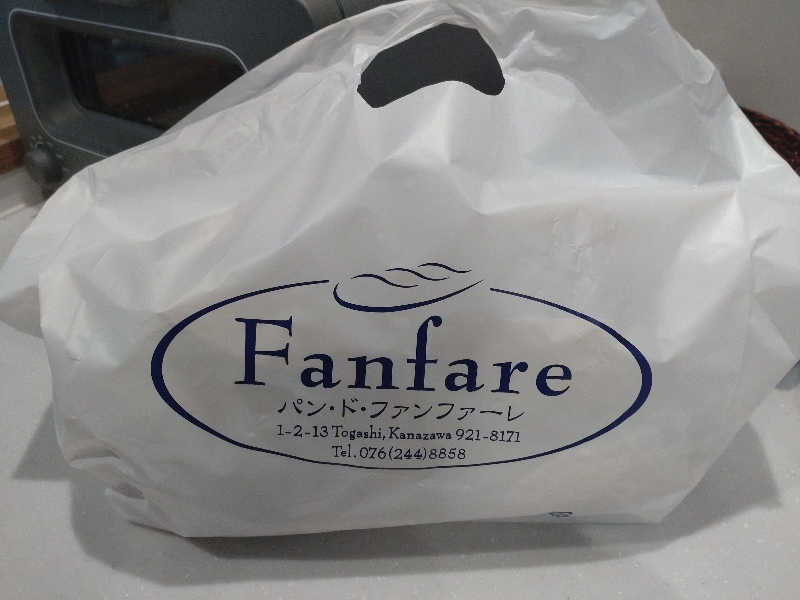 Fanfare
パン・ド・ファンファーレ
1-2-13 Togashi, Kanazawa 921-8171
Tel. 076(244)8858